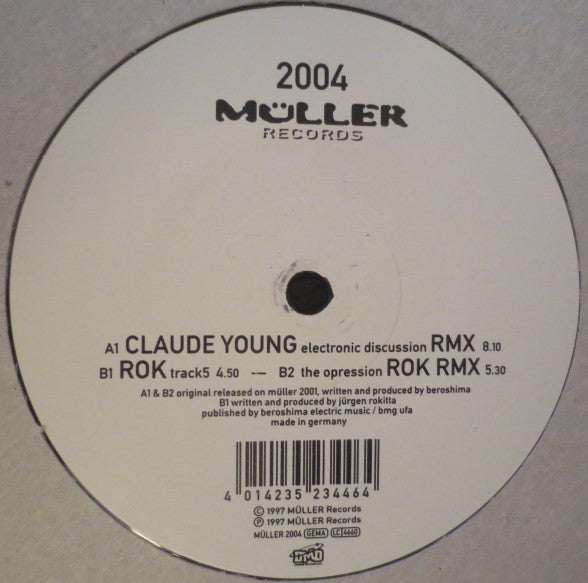 2004
MÜLLER
RECORDS
A1 CLAUDE YOUNG electronic discussion RMX 8.10
B1 ROK track5 4.50 -- B2 the opression ROK RMX 5.30
A1 & B2 original released on müller 2001, written and produced by beroshima
B1 written and produced by jürgen rokitta
published by beroshima electric music / bmg ufa
made in germany
4 014235 234464
© 1997 MÜLLER Records
℗ 1997 MÜLLER Records
MÜLLER 2004 GEMA LC 4660